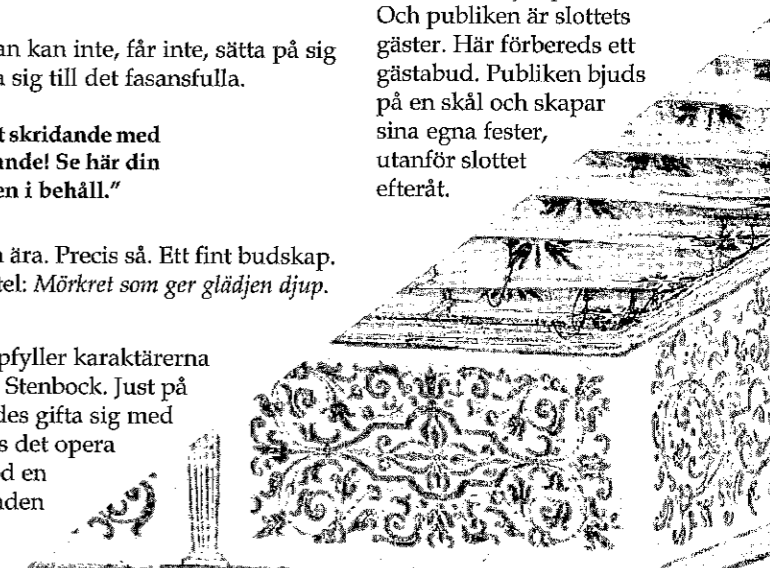 an kan inte, får inte, sätta på sig
a sig till det fasansfulla.
t skridande med
ande! Se här din
en i behåll."
n ära. Precis så. Ett fint budskap.
tel: Mörkret som ger glädjen djup.
pfyller karaktärerna
Stenbock. Just på
des gifta sig med
s det opera
d en
nden
Och publiken är slottets
gäster. Här förbereds ett
gästabud. Publiken bjuds
på en skål och skapar
sina egna fester,
utanför slottet
efteråt.